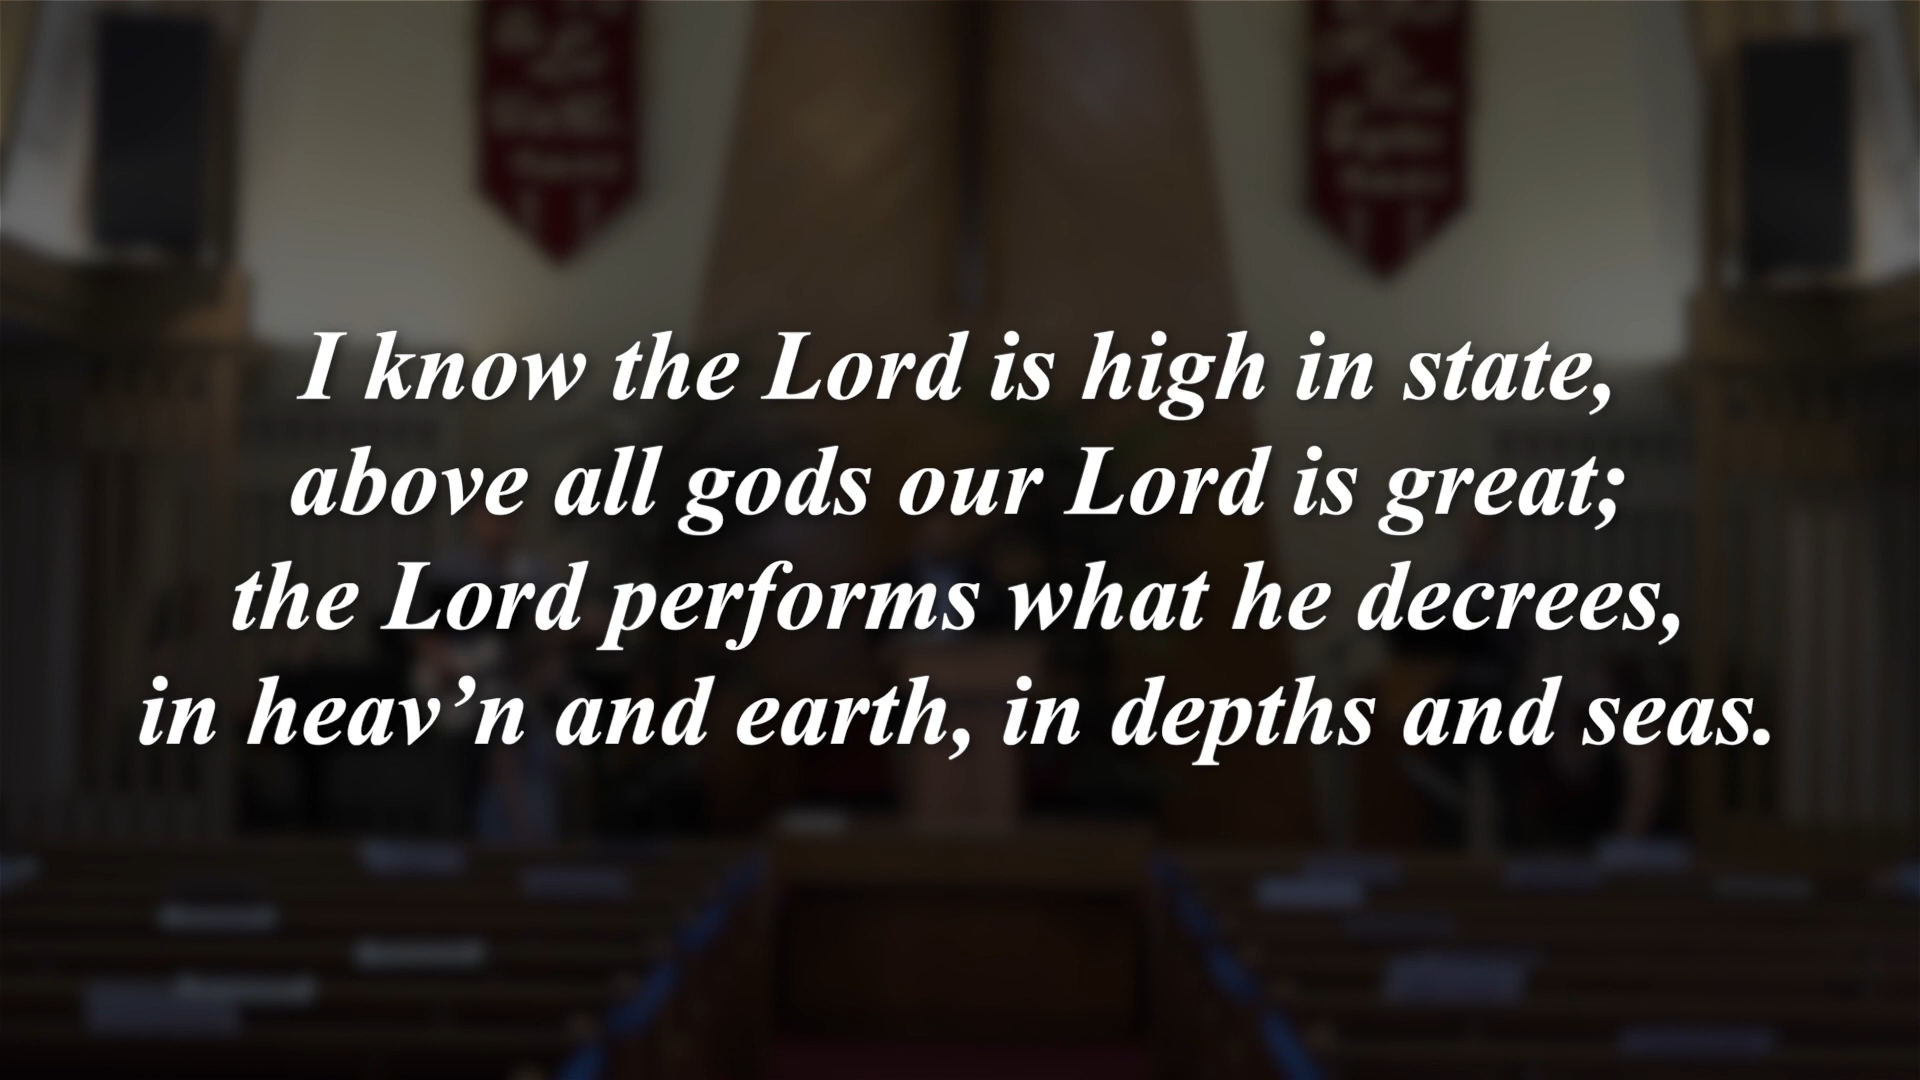 I know the Lord is high in state,
above all gods our Lord is great;
the Lord performs what he decrees,
in heav’n and earth, in depths and seas.